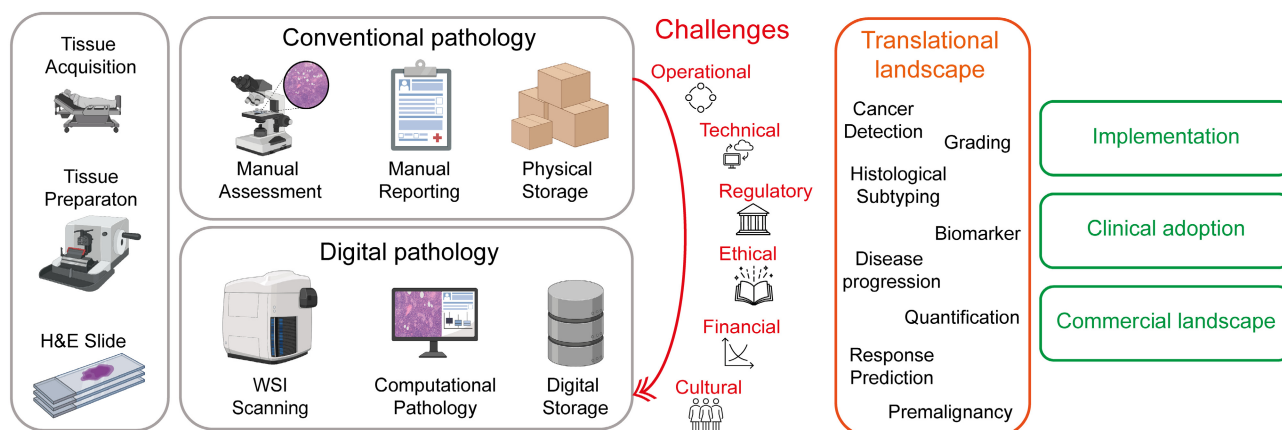 Tissue
Acquisition
Tissue
Preparaton
H&E Slide
Conventional pathology
Manual
Assessment
Manual
Reporting
Physical
Storage
Digital pathology
WSI
Scanning
Computational
Pathology
Digital
Storage
Challenges
Operational
Technical
Regulatory
Ethical
Financial
Cultural
Translational
landscape
Cancer
Detection
Grading
Histological
Subtyping
Biomarker
Disease
progression
Quantification
Response
Prediction
Premalignancy
Implementation
Clinical adoption
Commercial landscape